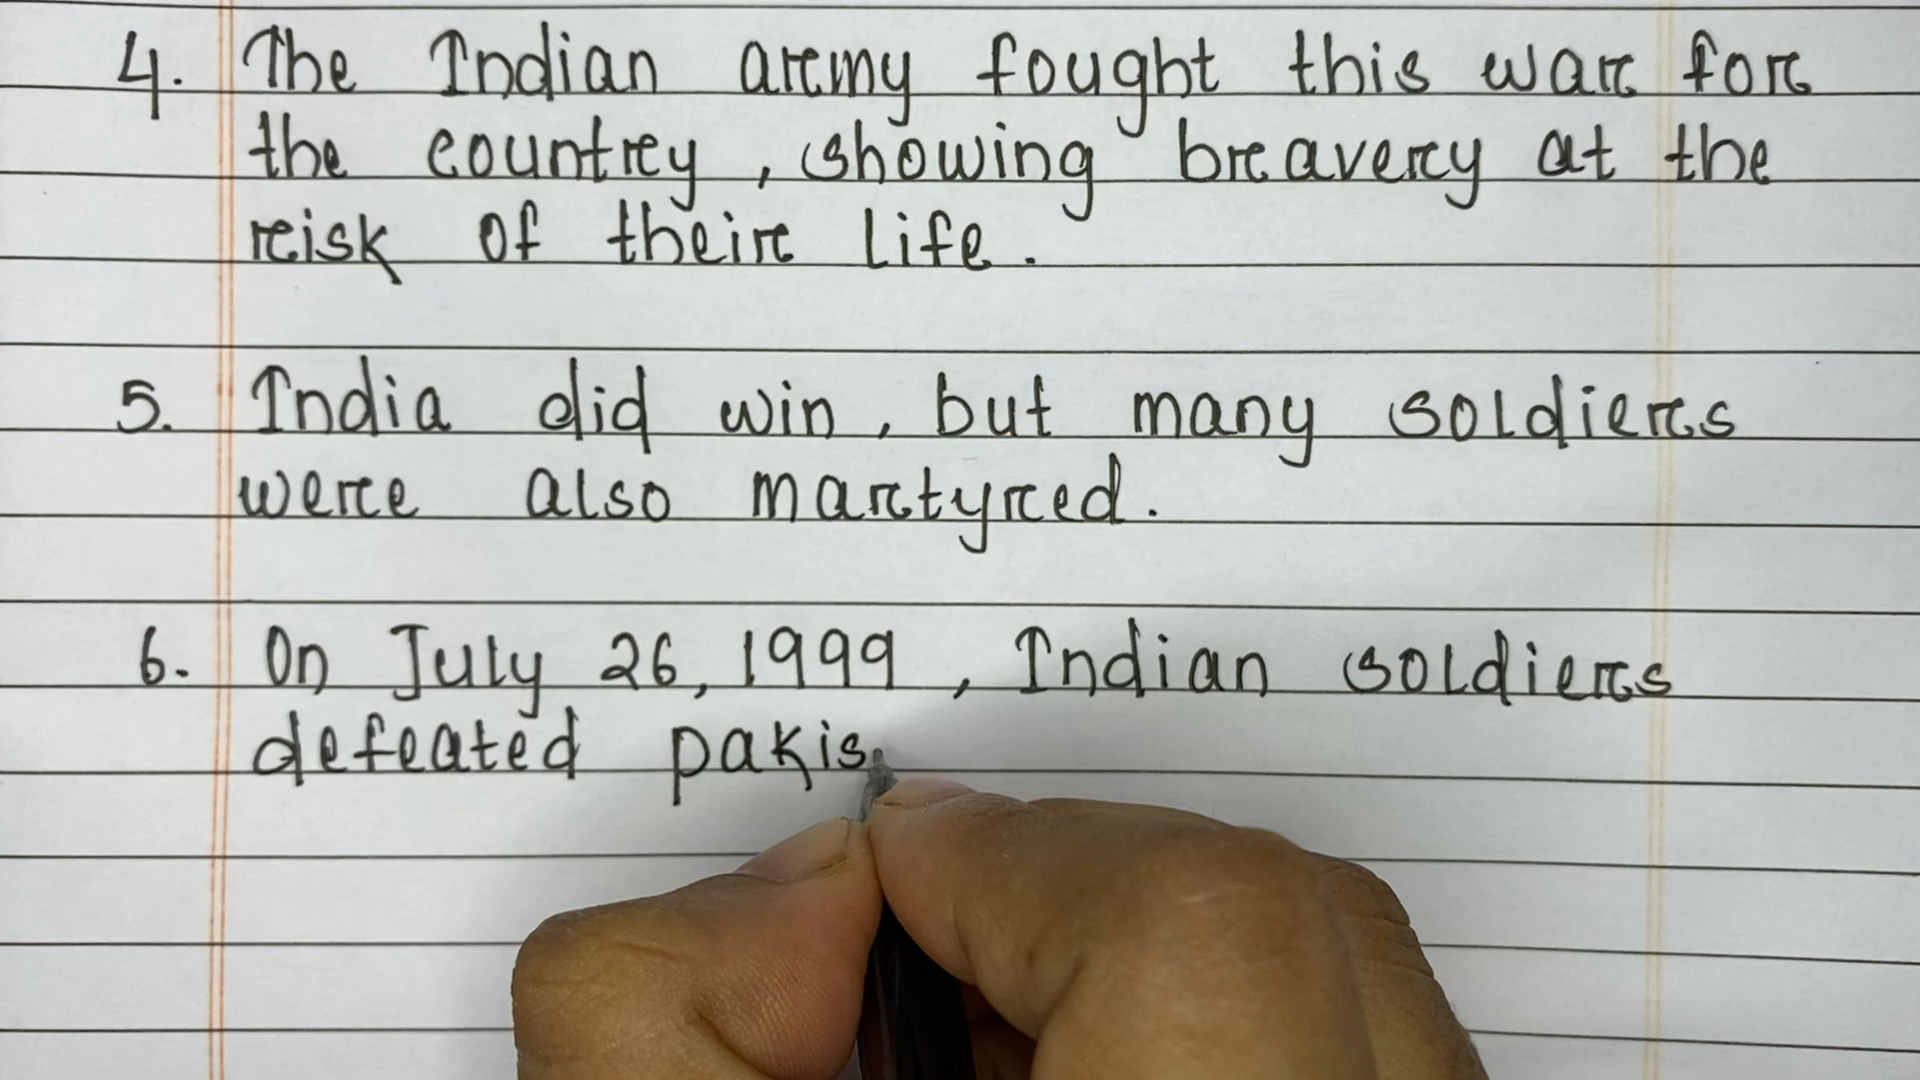 4. The Indian army fought this war for
the country, showing bravery at the
risk of their life.
5. India did win, but many soldiers
were also martyred.
6. On July 26, 1999, Indian soldiers
defeated pakis